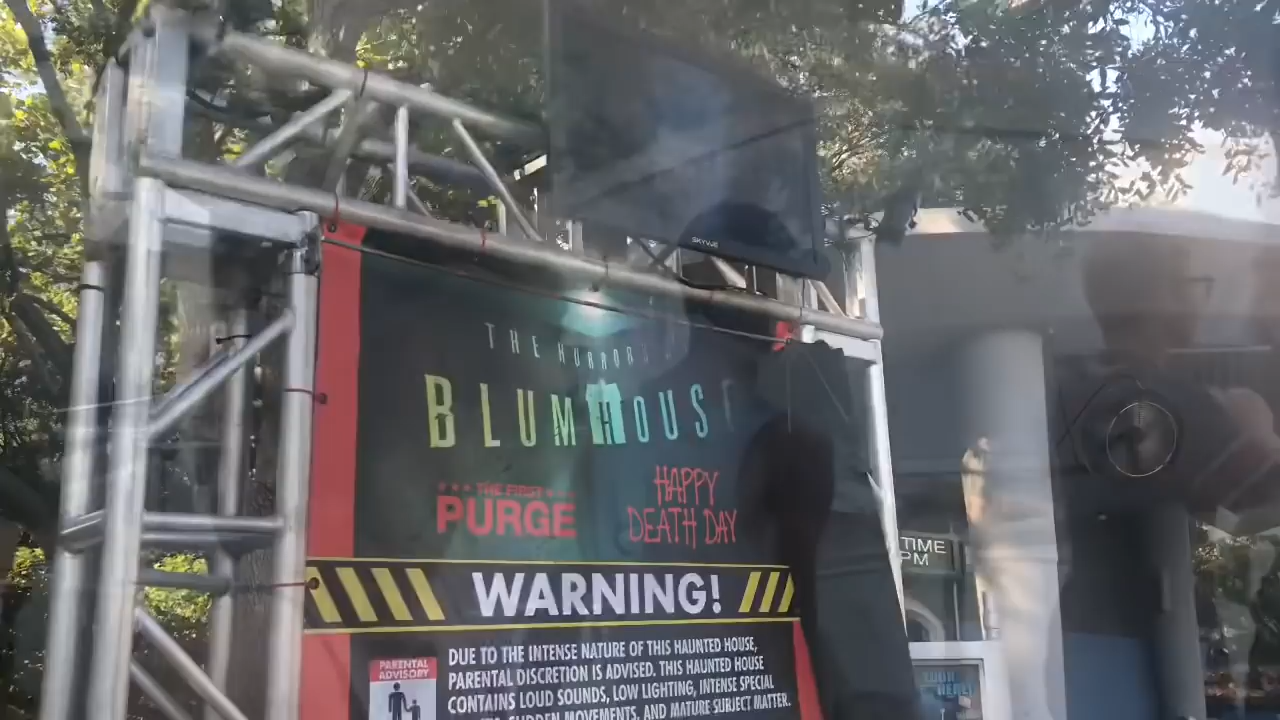 SKYVUE
THE HORRORS
BLUMHOUSE
THE FIRST
PURGE
HAPPY
DEATH DAY
WARNING!
PARENTAL
ADVISORY
DUE TO THE INTENSE NATURE OF THIS HAUNTED HOUSE,
PARENTAL DISCRETION IS ADVISED. THIS HAUNTED HOUSE
CONTAINS LOUD SOUNDS, LOW LIGHTING, INTENSE SPECIAL
SUDDEN MOVEMENTS, AND MATURE SUBJECT MATTER.
TIME
PM